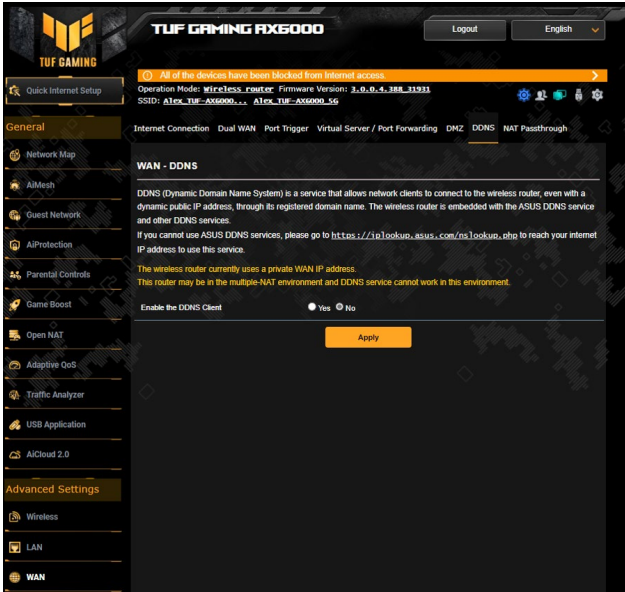 TUF GAMING AX6000
Logout
English
TUF GAMING
All of the devices have been blocked from Internet access.
Quick Internet Setup
Operation Mode: Wireless router Firmware Version: 3.0.0.4.388_31931
SSID: Alex_TUF-AX6000... Alex_TUF-AX6000_5G
General
Internet Connection Dual WAN Port Trigger Virtual Server / Port Forwarding DMZ DDNS NAT Passthrough
Network Map
AiMesh
Guest Network
AiProtection
Parental Controls
Game Boost
Open NAT
Adaptive QoS
Traffic Analyzer
USB Application
AiCloud 2.0
Advanced Settings
Wireless
LAN
WAN
WAN - DDNS
DDNS (Dynamic Domain Name System) is a service that allows network clients to connect to the wireless router, even with a
dynamic public IP address, through its registered domain name. The wireless router is embedded with the ASUS DDNS service
and other DDNS services.
If you cannot use ASUS DDNS services, please go to https://iplookup.asus.com/nslookup.php to reach your internet
IP address to use this service.
The wireless router currently uses a private WAN IP address.
This router may be in the multiple-NAT environment and DDNS service cannot work in this environment.
Enable the DDNS Client Yes No
Apply